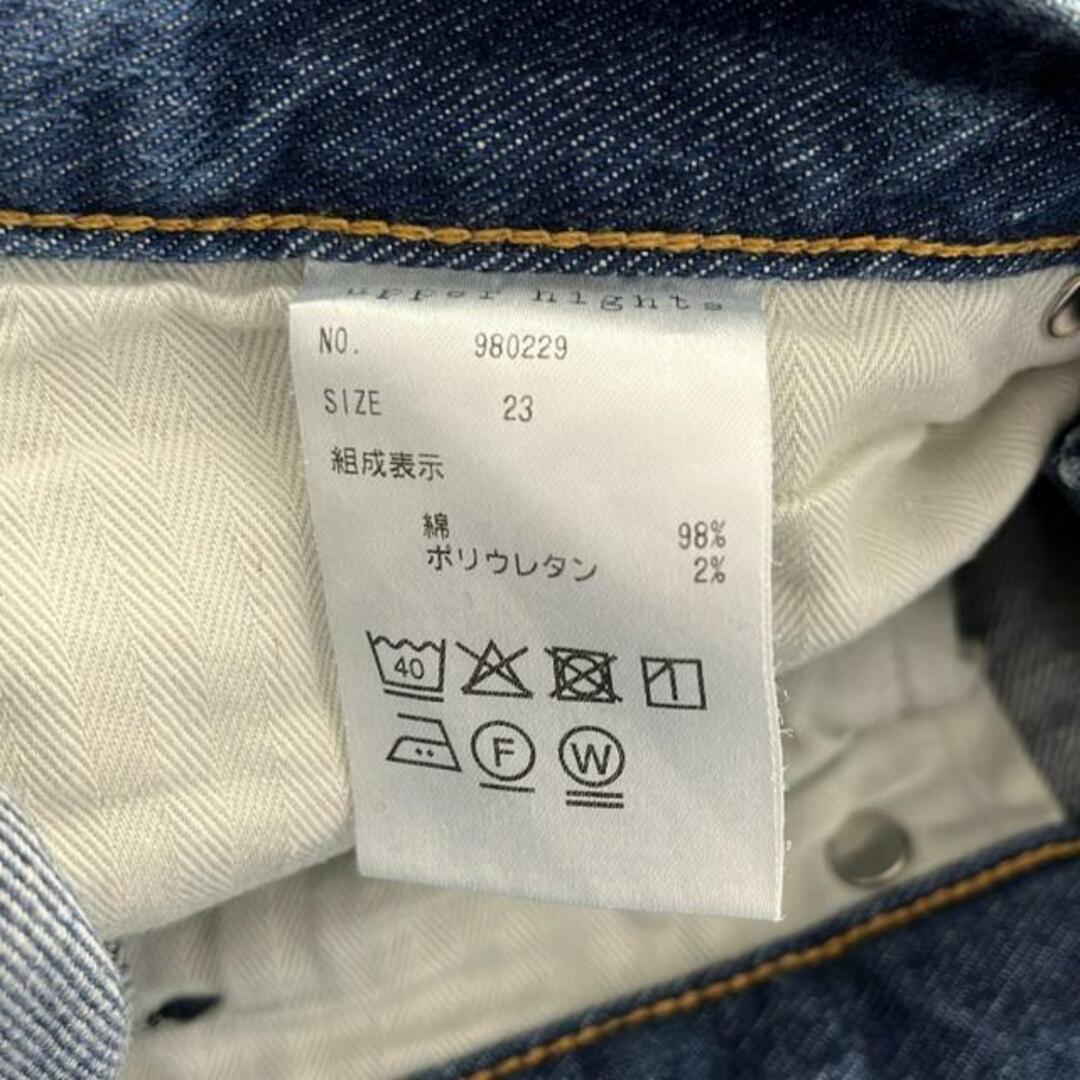 upper hights
NO. 980229
SIZE 23
組成表示
綿 98%
ポリウレタン 2%
40
F W